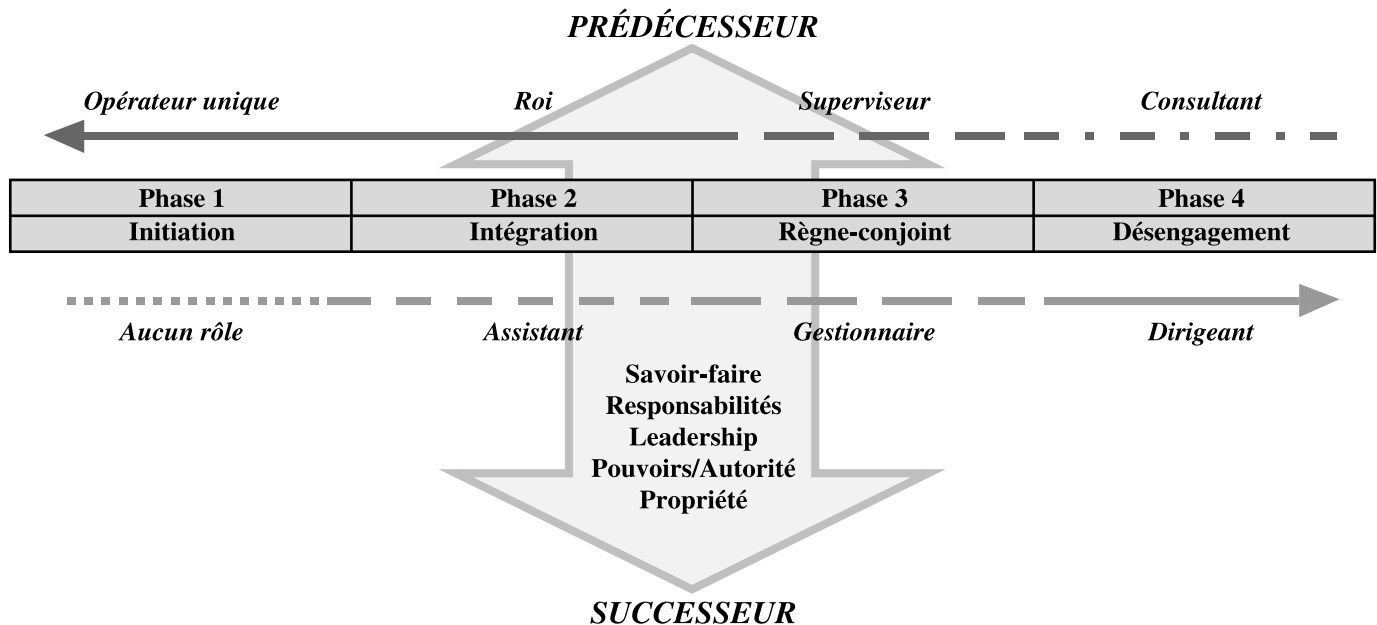 PRÉDÉCESSEUR
Opérateur unique Roi Superviseur Consultant
Phase 1 Phase 2 Phase 3 Phase 4
Initiation Intégration Règne-conjoint Désengagement
Aucun rôle Assistant Gestionnaire Dirigeant
Savoir-faire
Responsabilités
Leadership
Pouvoirs/Autorité
Propriété
SUCCESSEUR